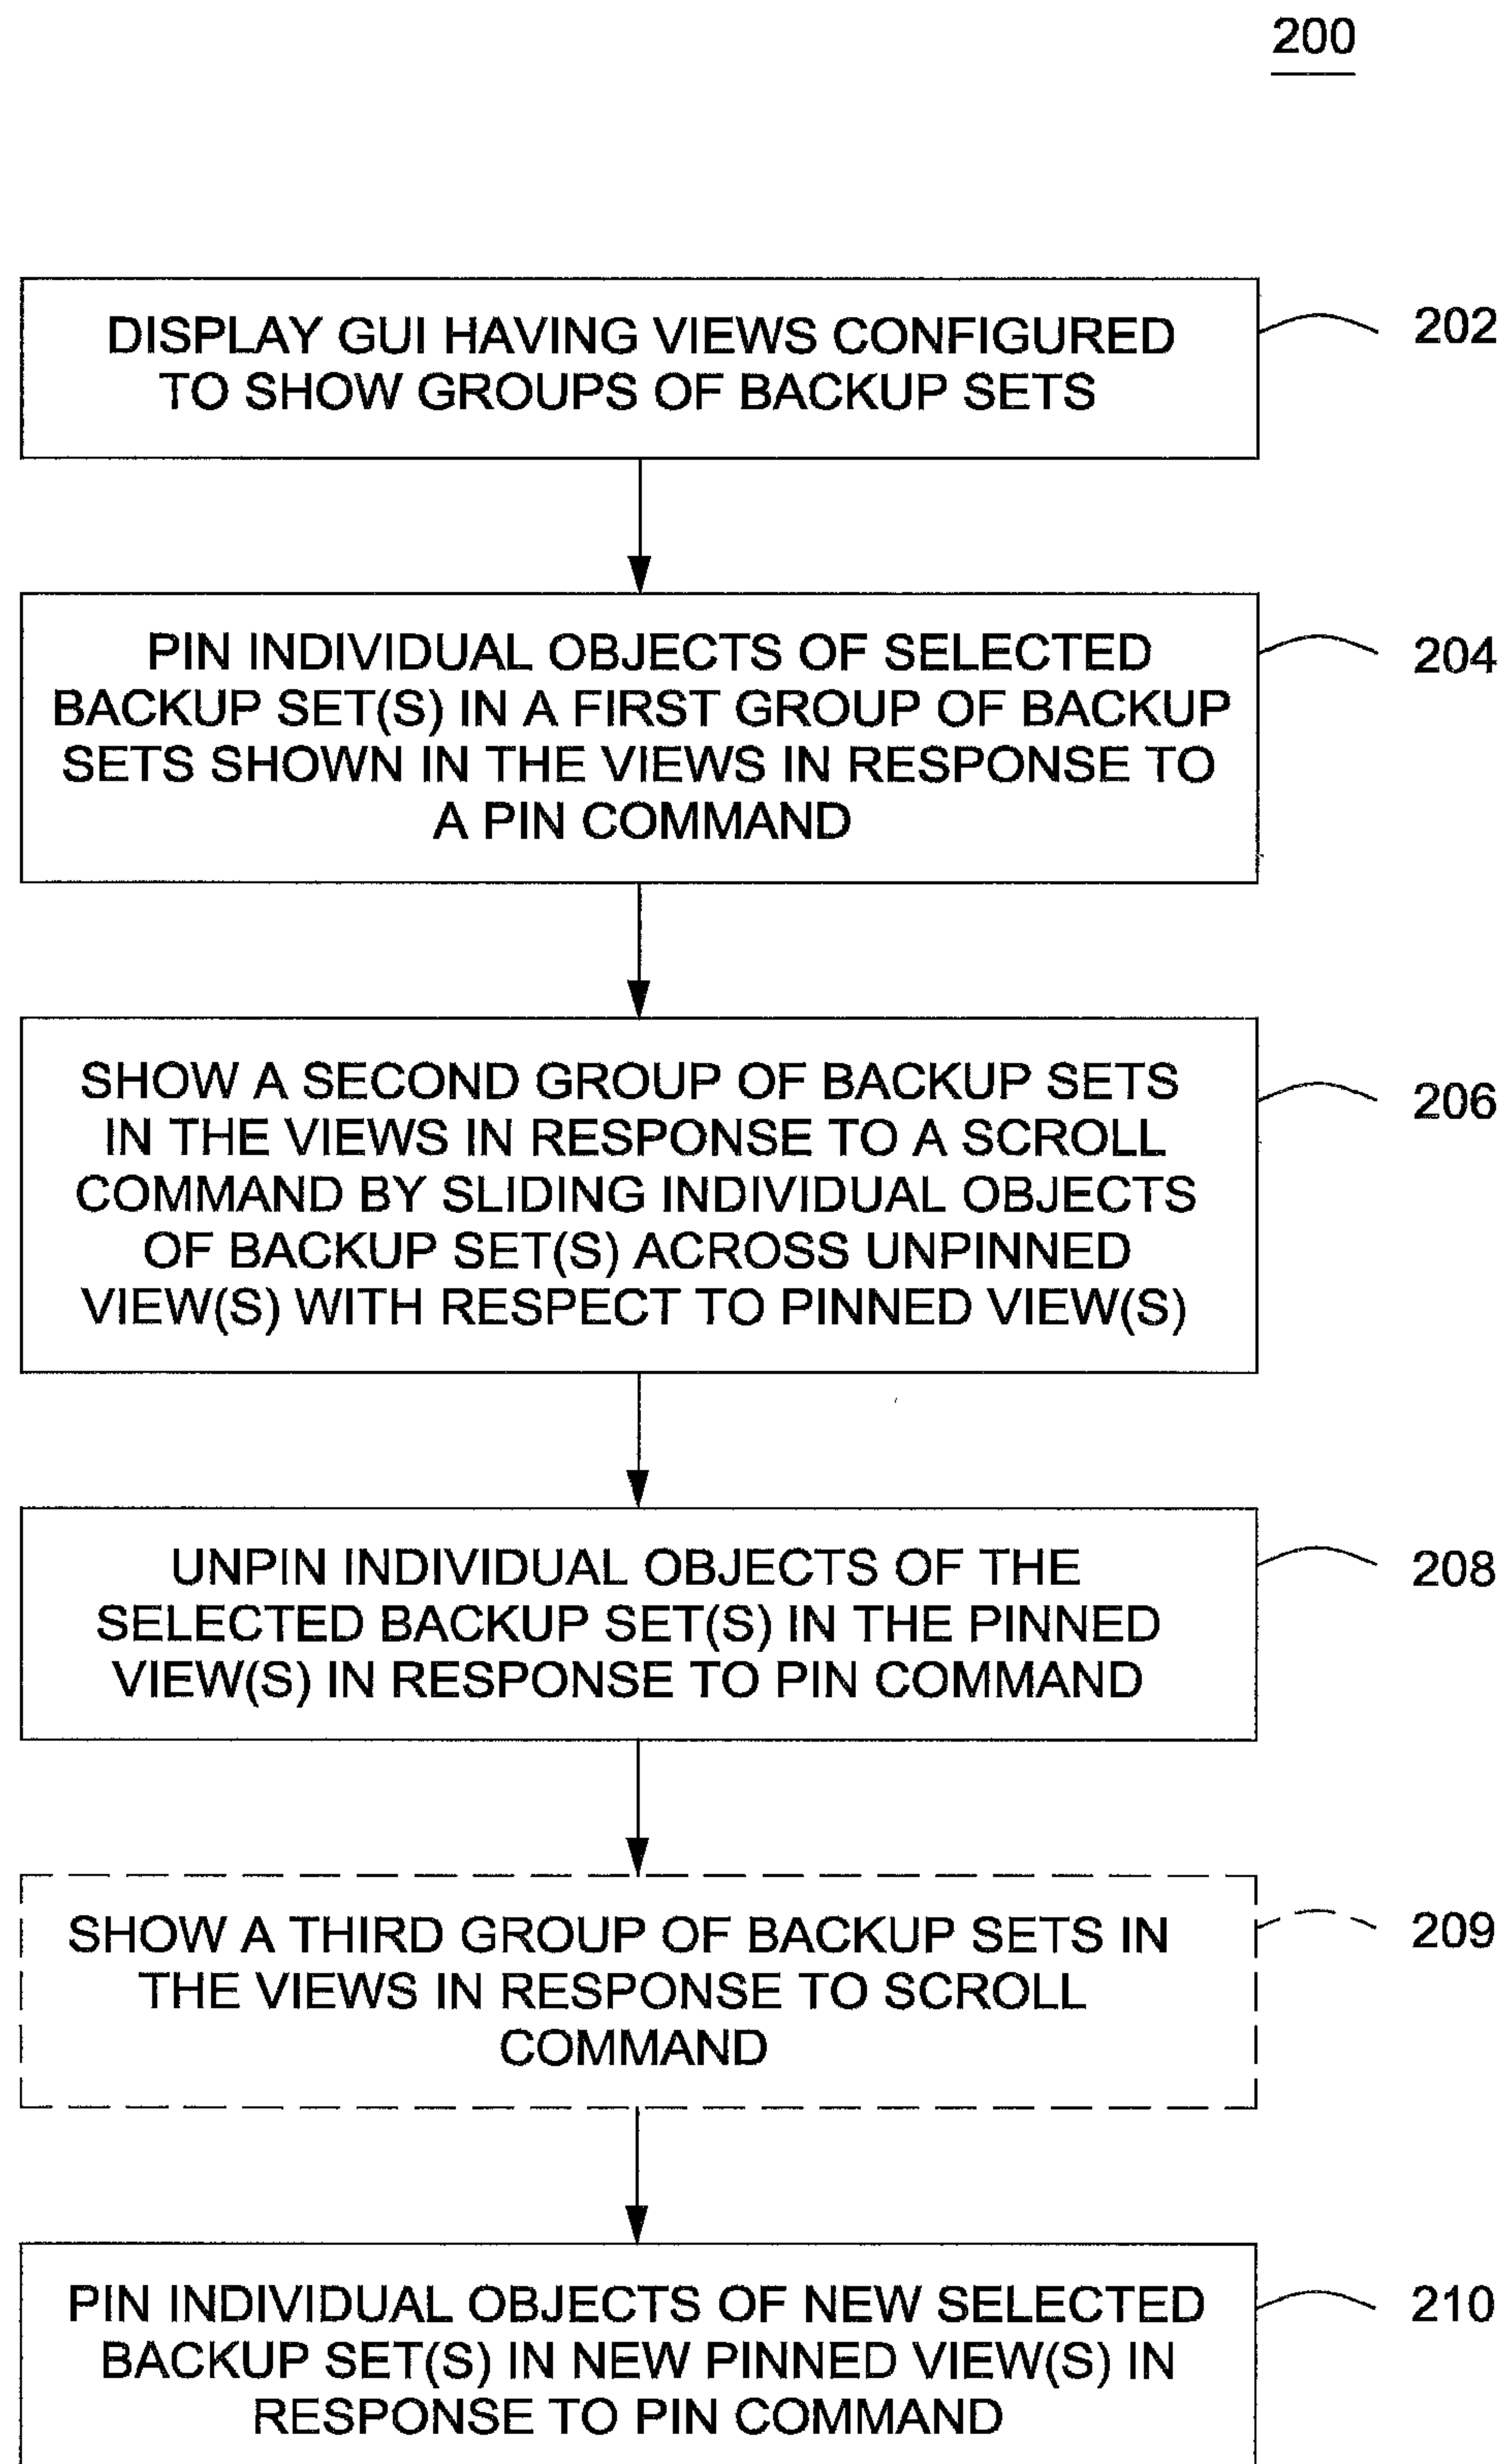 200
DISPLAY GUI HAVING VIEWS CONFIGURED
TO SHOW GROUPS OF BACKUP SETS
202
PIN INDIVIDUAL OBJECTS OF SELECTED
BACKUP SET(S) IN A FIRST GROUP OF BACKUP
SETS SHOWN IN THE VIEWS IN RESPONSE TO
A PIN COMMAND
204
SHOW A SECOND GROUP OF BACKUP SETS
IN THE VIEWS IN RESPONSE TO A SCROLL
COMMAND BY SLIDING INDIVIDUAL OBJECTS
OF BACKUP SET(S) ACROSS UNPINNED
VIEW(S) WITH RESPECT TO PINNED VIEW(S)
206
UNPIN INDIVIDUAL OBJECTS OF THE
SELECTED BACKUP SET(S) IN THE PINNED
VIEW(S) IN RESPONSE TO PIN COMMAND
208
SHOW A THIRD GROUP OF BACKUP SETS IN
THE VIEWS IN RESPONSE TO SCROLL
COMMAND
209
PIN INDIVIDUAL OBJECTS OF NEW SELECTED
BACKUP SET(S) IN NEW PINNED VIEW(S) IN
RESPONSE TO PIN COMMAND
210